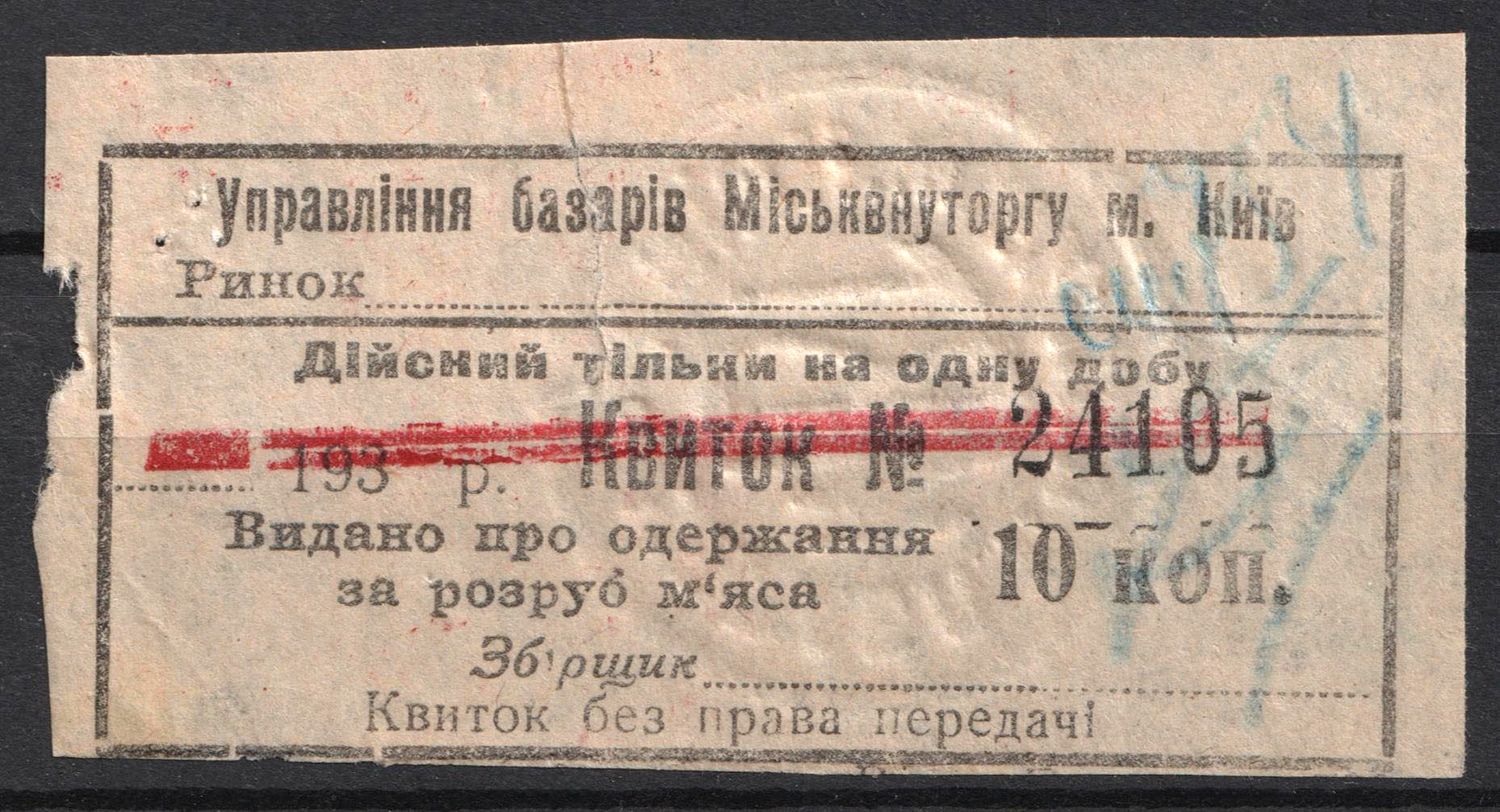 Управління базарів Міськвнуторгу м. Київ
Ринок
Дійсний тільки на одну добу
193 р. Квиток № 24105
Видано про одержання 10 коп.
за розруб м‘яса
Збірщик
Квиток без права передачі